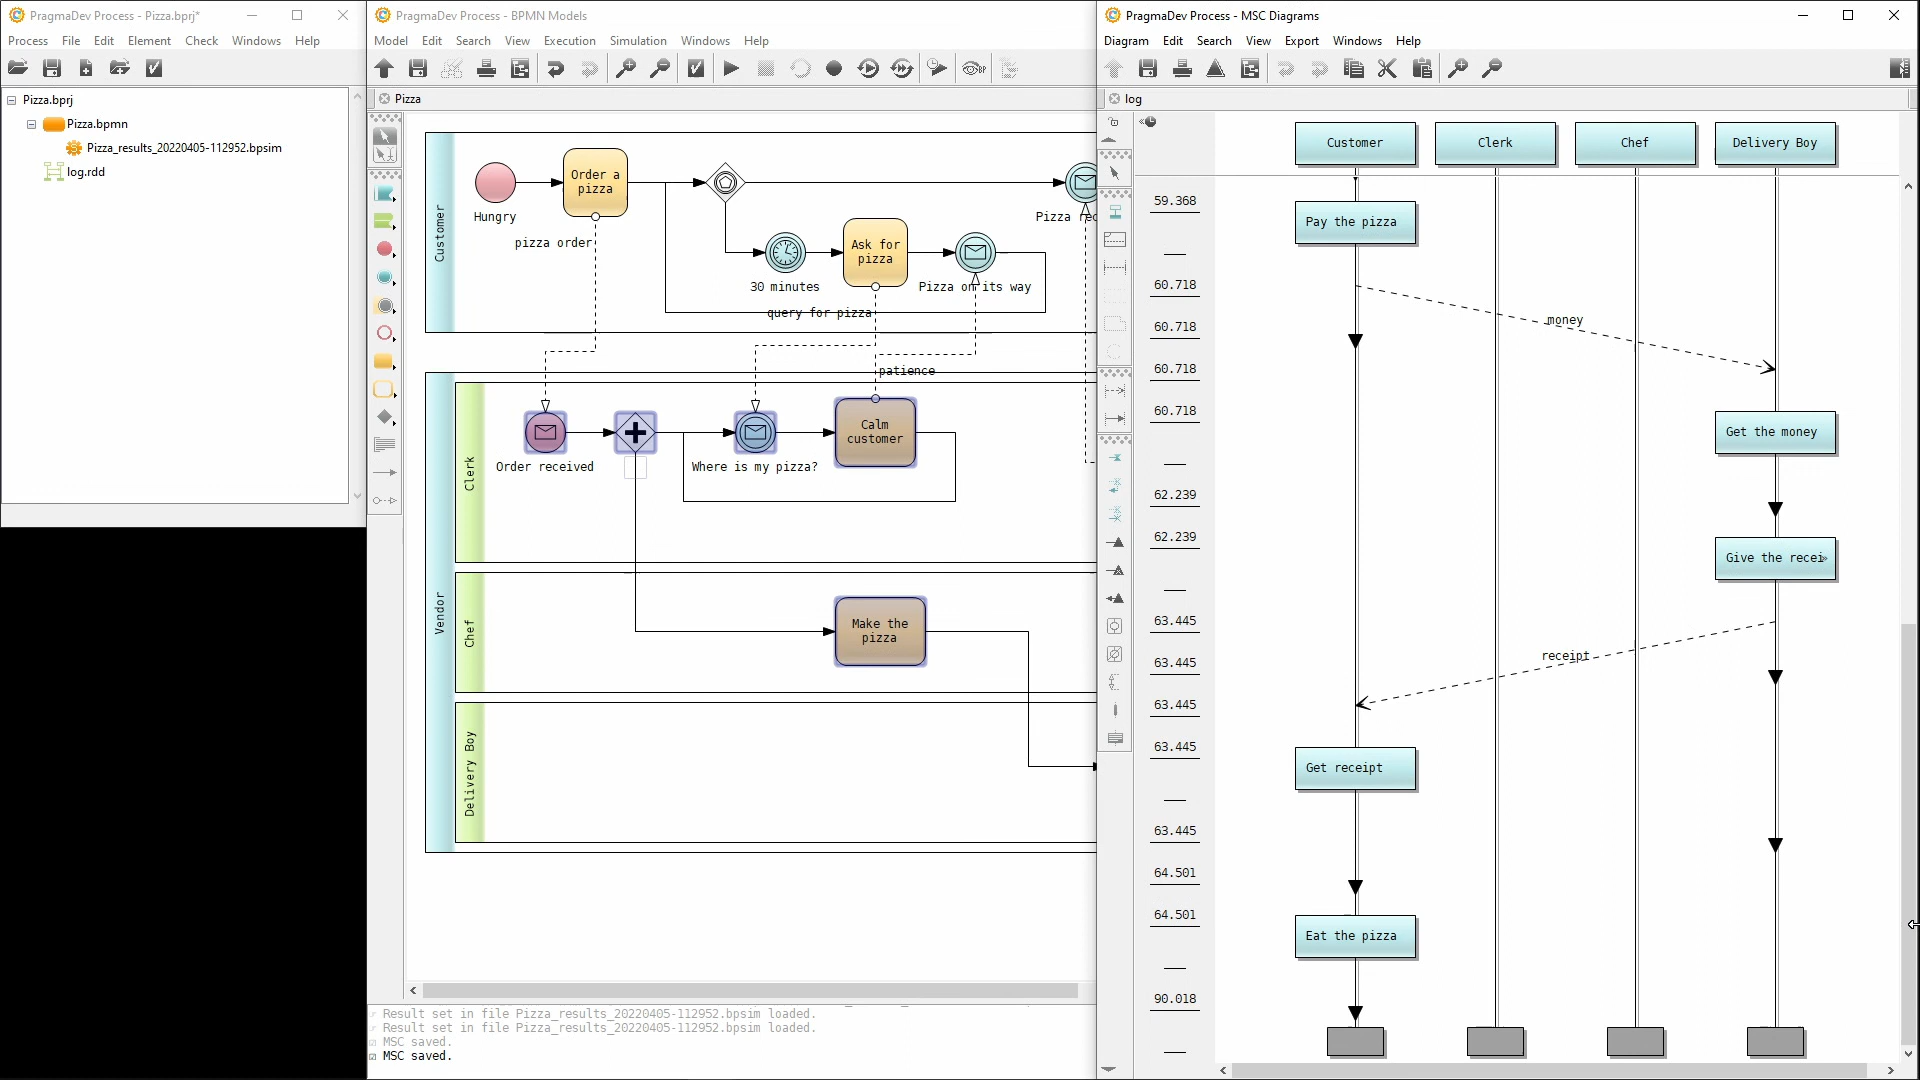 PragmaDev Process - Pizza.bprj*
Process File Edit Element Check Windows Help
Pizza.bprj
Pizza.bpmn
Pizza_results_20220405-112952.bpsim
log.rdd
PragmaDev Process - BPMN Models
Model Edit Search View Execution Simulation Windows Help
BP
Pizza
Customer
Hungry
Order a
pizza
pizza order
30 minutes
Ask for
pizza
Pizza on its way
query for pizza
Pizza rec
patience
Vendor
Clerk
Order received
Where is my pizza?
Calm
customer
Chef
Make the
pizza
Delivery Boy
Result set in file Pizza_results_20220405-112952.bpsim loaded.
Result set in file Pizza_results_20220405-112952.bpsim loaded.
MSC saved.
MSC saved.
PragmaDev Process - MSC Diagrams
Diagram Edit Search View Export Windows Help
log
Customer Clerk Chef Delivery Boy
59.368
Pay the pizza
60.718
money
60.718
60.718
60.718
Get the money
62.239
62.239
Give the recei»
63.445
receipt
63.445
63.445
63.445
Get receipt
63.445
64.501
64.501
Eat the pizza
90.018